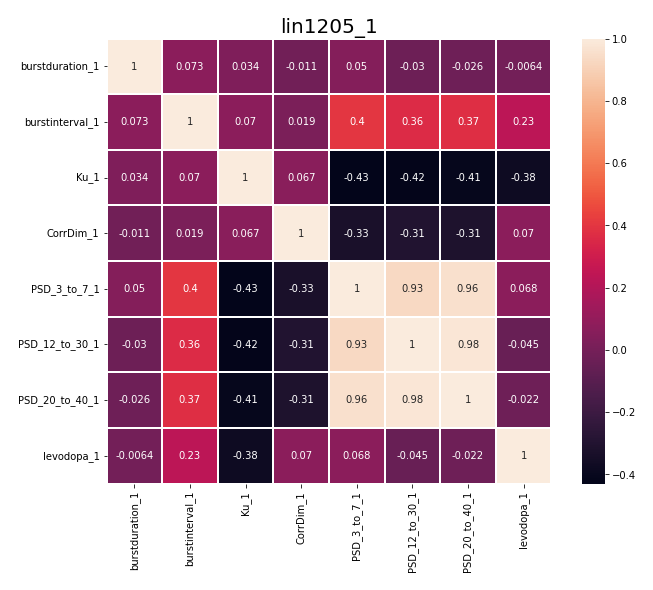 lin1205_1
burstduration_1 1 0.073 0.034 -0.011 0.05 -0.03 -0.026 -0.0064
burstinterval_1 0.073 1 0.07 0.019 0.4 0.36 0.37 0.23
Ku_1 0.034 0.07 1 0.067 -0.43 -0.42 -0.41 -0.38
CorrDim_1 -0.011 0.019 0.067 1 -0.33 -0.31 -0.31 0.07
PSD_3_to_7_1 0.05 0.4 -0.43 -0.33 1 0.93 0.96 0.068
PSD_12_to_30_1 -0.03 0.36 -0.42 -0.31 0.93 1 0.98 -0.045
PSD_20_to_40_1 -0.026 0.37 -0.41 -0.31 0.96 0.98 1 -0.022
levodopa_1 -0.0064 0.23 -0.38 0.07 0.068 -0.045 -0.022 1
burstduration_1
burstinterval_1
Ku_1
CorrDim_1
PSD_3_to_7_1
PSD_12_to_30_1
PSD_20_to_40_1
levodopa_1
1.0
0.8
0.6
0.4
0.2
0.0
−0.2
−0.4